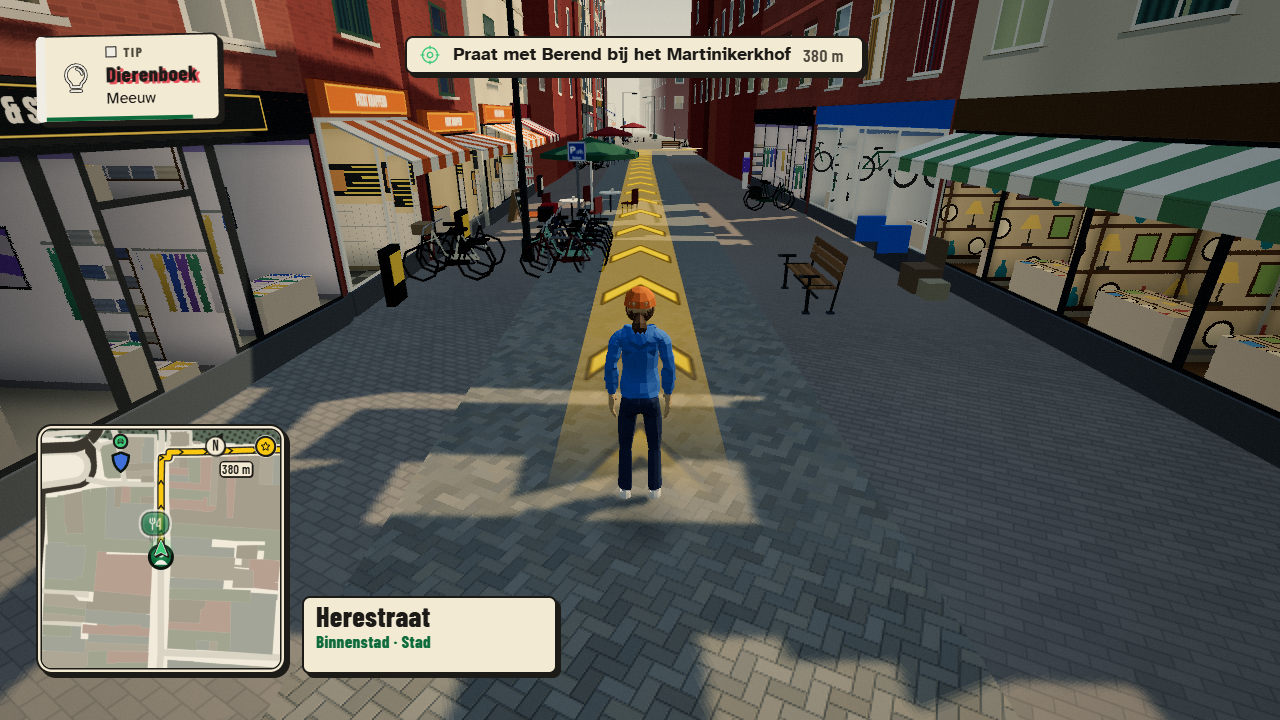 TIP
Dierenboek
Meeuw
Praat met Berend bij het Martinikerkhof 380 m
& S
P
N
380 m
Herestraat
Binnenstad · Stad